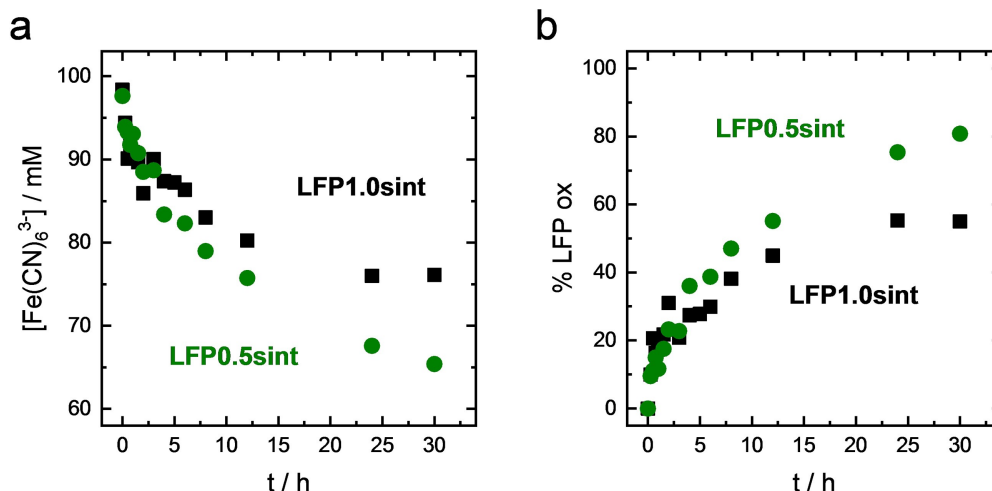 a
[Fe(CN)₆³⁻] / mM
100
90
80
70
60
LFP1.0sint
LFP0.5sint
0 5 10 15 20 25 30
t / h
b
% LFP ox
100
80
60
40
20
0
LFP0.5sint
LFP1.0sint
0 5 10 15 20 25 30
t / h